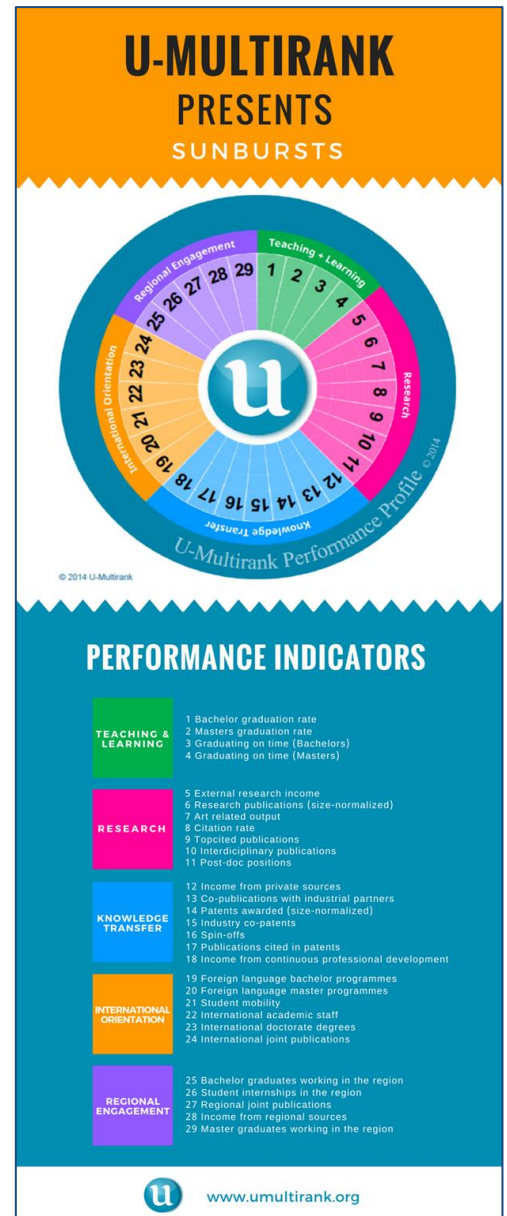 U-MULTIRANK
PRESENTS
SUNBURSTS
Regional Engagement
Teaching + Learning
Research
Knowledge Transfer
International Orientation
1 2 3 4 5 6 7 8 9 10 11 12 13 14 15 16 17 18 19 20 21 22 23 24 25 26 27 28 29
u
U-Multirank Performance Profile © 2014
© 2014 U-Multirank
PERFORMANCE INDICATORS
TEACHING &
LEARNING
1 Bachelor graduation rate
2 Masters graduation rate
3 Graduating on time (Bachelors)
4 Graduating on time (Masters)
RESEARCH
5 External research income
6 Research publications (size-normalized)
7 Art related output
8 Citation rate
9 Topcited publications
10 Interdiciplinary publications
11 Post-doc positions
KNOWLEDGE
TRANSFER
12 Income from private sources
13 Co-publications with industrial partners
14 Patents awarded (size-normalized)
15 Industry co-patents
16 Spin-offs
17 Publications cited in patents
18 Income from continuous professional development
INTERNATIONAL
ORIENTATION
19 Foreign language bachelor programmes
20 Foreign language master programmes
21 Student mobility
22 International academic staff
23 International doctorate degrees
24 International joint publications
REGIONAL
ENGAGEMENT
25 Bachelor graduates working in the region
26 Student internships in the region
27 Regional joint publications
28 Income from regional sources
29 Master graduates working in the region
u
www.umultirank.org